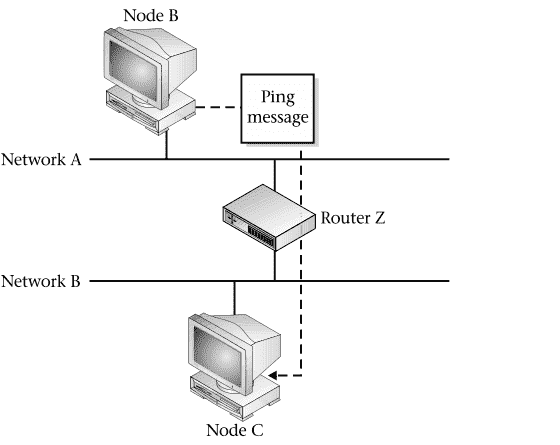 Node B
Ping
message
Network A
Router Z
Network B
Node C